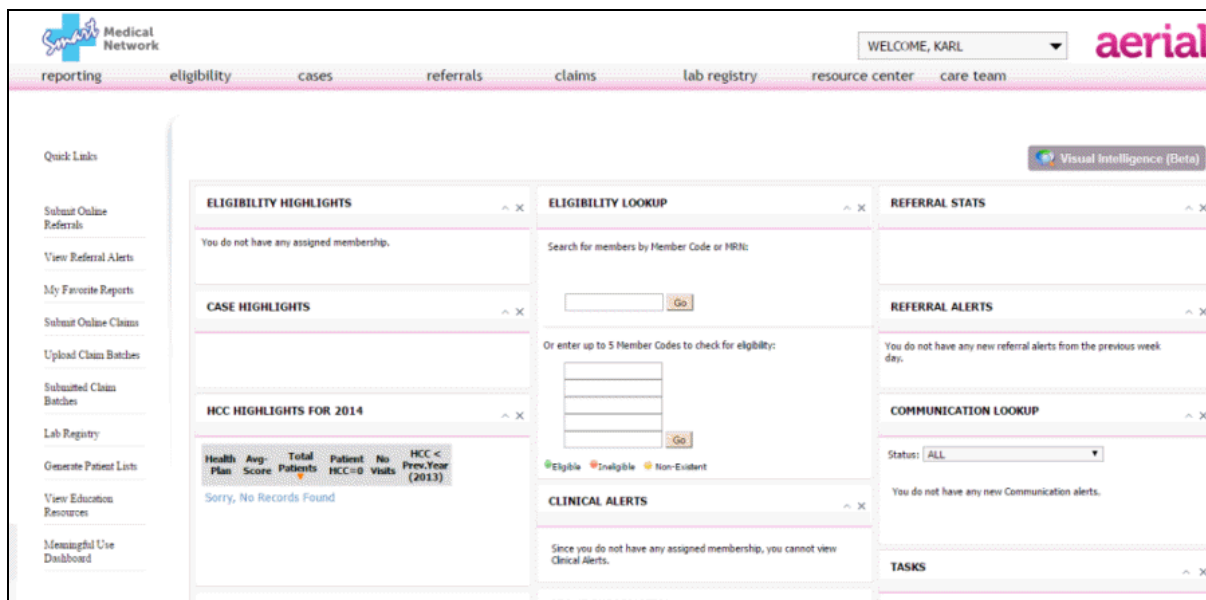 Smart Medical
Network
WELCOME, KARL
aerial
reporting eligibility cases referrals claims lab registry resource center care team
Quick Links
Visual Intelligence (Beta)
Submit Online
Referrals
View Referral Alerts
My Favorite Reports
Submit Online Claims
Upload Claim Batches
Submitted Claim
Batches
Lab Registry
Generate Patient Lists
View Education
Resources
Meaningful Use
Dashboard
ELIGIBILITY HIGHLIGHTS
You do not have any assigned membership.
CASE HIGHLIGHTS
HCC HIGHLIGHTS FOR 2014
Health Plan Avg- Score Total Patients Patient HCC=0 No Visits HCC < Prev.Year (2013)
Sorry, No Records Found
ELIGIBILITY LOOKUP
Search for members by Member Code or MRN:
Go
Or enter up to 5 Member Codes to check for eligibility:
Go
Eligible Ineligible Non-Existent
CLINICAL ALERTS
Since you do not have any assigned membership, you cannot view
Clinical Alerts.
REFERRAL STATS
REFERRAL ALERTS
You do not have any new referral alerts from the previous week
day.
COMMUNICATION LOOKUP
Status: ALL
You do not have any new Communication alerts.
TASKS